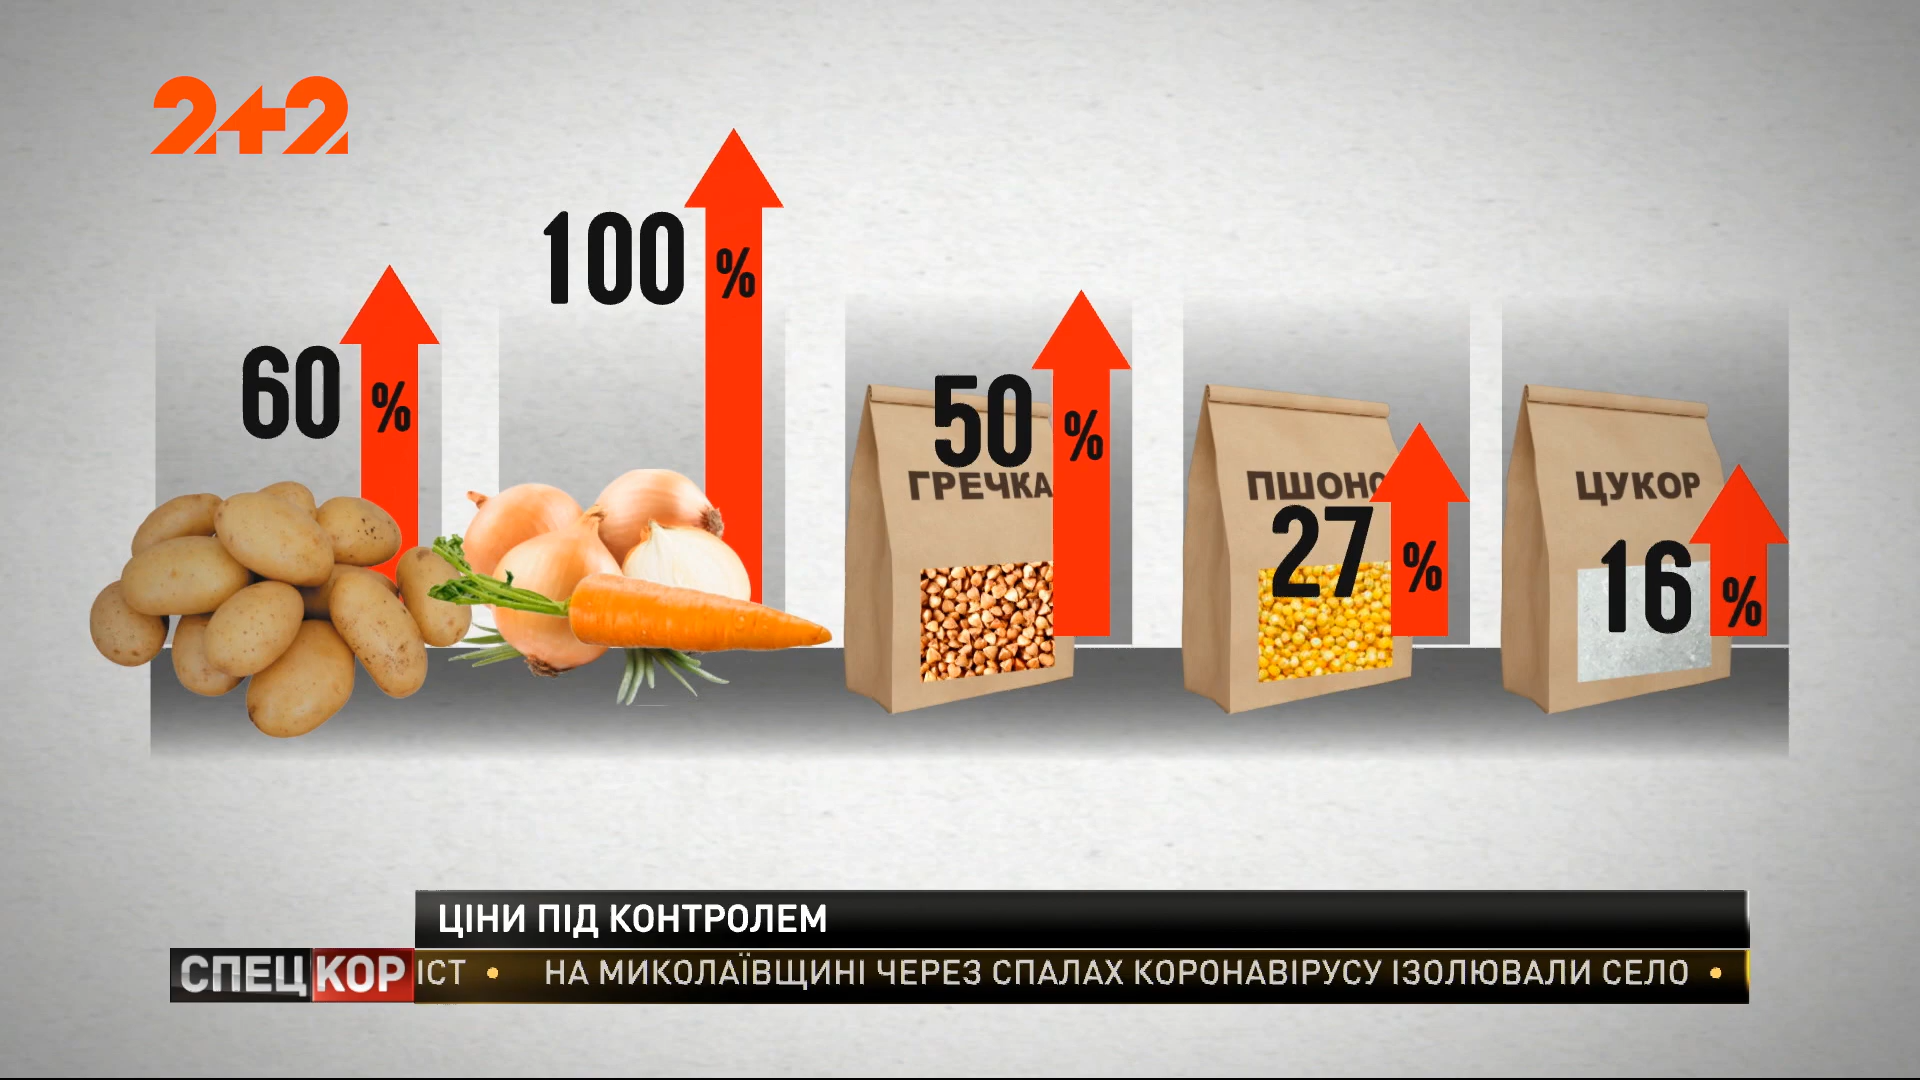 2+2
100 %
60 %
50 %
ГРЕЧКА
ПШОНО
27 %
ЦУКОР
16 %
ЦІНИ ПІД КОНТРОЛЕМ
СПЕЦКОР
ІСТ • НА МИКОЛАЇВЩИНІ ЧЕРЕЗ СПАЛАХ КОРОНАВІРУСУ ІЗОЛЮВАЛИ СЕЛО •